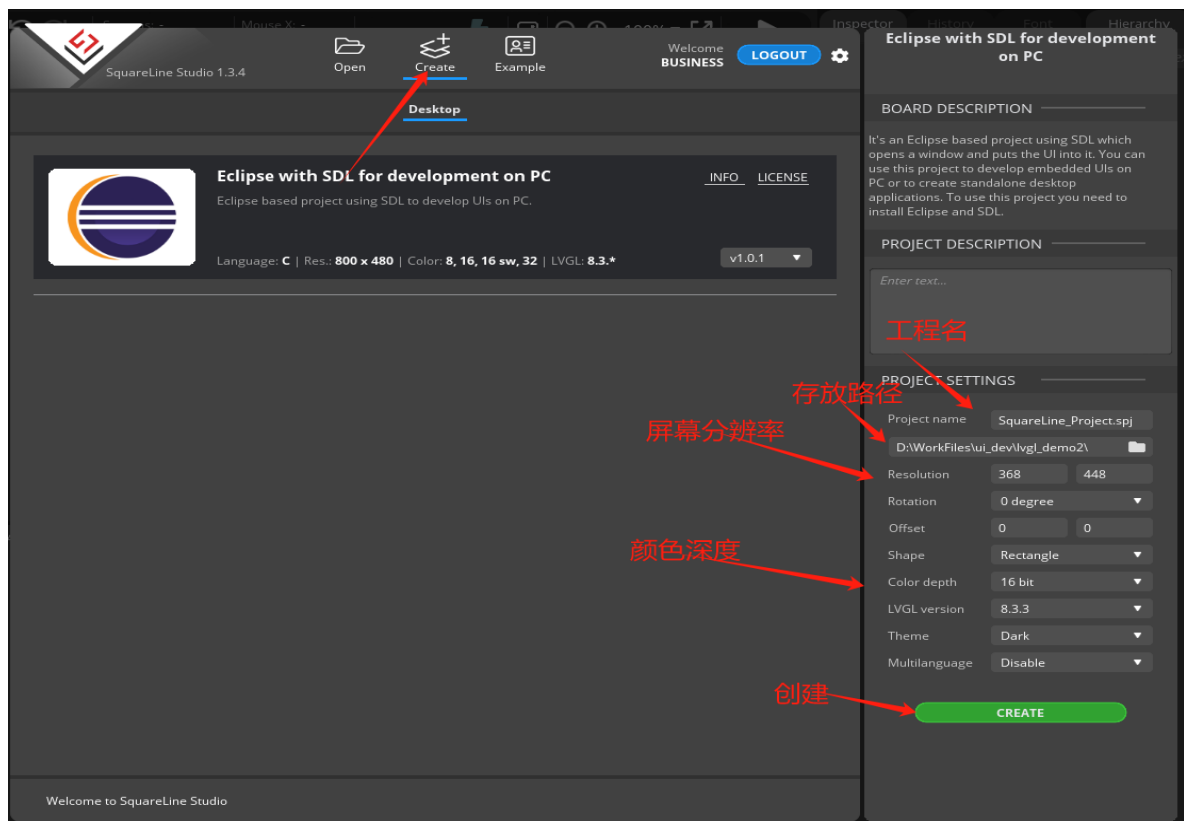 Mouse X: -
100%
Inspector
History
Font
Hierarchy
SquareLine Studio 1.3.4
Open
Create
Example
Welcome
BUSINESS
LOGOUT
Desktop
Eclipse with SDL for development on PC
INFO
LICENSE
Eclipse based project using SDL to develop UIs on PC.
Language: C | Res.: 800 x 480 | Color: 8, 16, 16 sw, 32 | LVGL: 8.3.*
v1.0.1
Welcome to SquareLine Studio
Eclipse with SDL for development
on PC
BOARD DESCRIPTION
It's an Eclipse based project using SDL which
opens a window and puts the UI into it. You can
use this project to develop embedded UIs on
PC or to create standalone desktop
applications. To use this project you need to
install Eclipse and SDL.
PROJECT DESCRIPTION
Enter text...
工程名
PROJECT SETTINGS
存放路径
Project name SquareLine_Project.spj
屏幕分辨率
D:\WorkFiles\ui_dev\lvgl_demo2\
Resolution 368 448
Rotation 0 degree
Offset 0 0
颜色深度
Shape Rectangle
Color depth 16 bit
LVGL version 8.3.3
Theme Dark
Multilanguage Disable
创建
CREATE